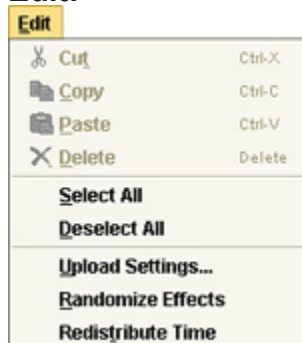 Edit
Cut Ctrl-X
Copy Ctrl-C
Paste Ctrl-V
Delete Delete
Select All
Deselect All
Upload Settings...
Randomize Effects
Redistribute Time